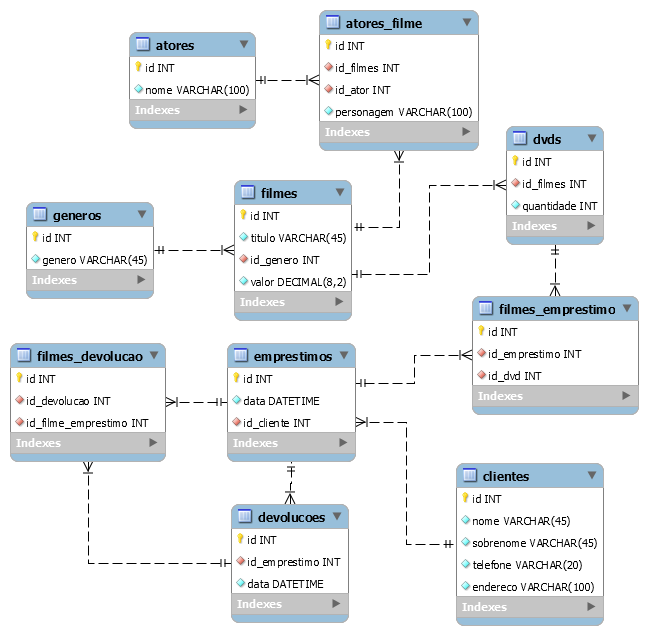 atores
id INT
nome VARCHAR(100)
Indexes
atores_filme
id INT
id_filmes INT
id_ator INT
personagem VARCHAR(100)
Indexes
dvds
id INT
id_filmes INT
quantidade INT
Indexes
generos
id INT
genero VARCHAR(45)
Indexes
filmes
id INT
titulo VARCHAR(45)
id_genero INT
valor DECIMAL(8,2)
Indexes
filmes_emprestimo
id INT
id_emprestimo INT
id_dvd INT
Indexes
filmes_devolucao
id INT
id_devolucao INT
id_filme_emprestimo INT
Indexes
emprestimos
id INT
data DATETIME
id_cliente INT
Indexes
clientes
id INT
nome VARCHAR(45)
sobrenome VARCHAR(45)
telefone VARCHAR(20)
endereco VARCHAR(100)
Indexes
devolucoes
id INT
id_emprestimo INT
data DATETIME
Indexes